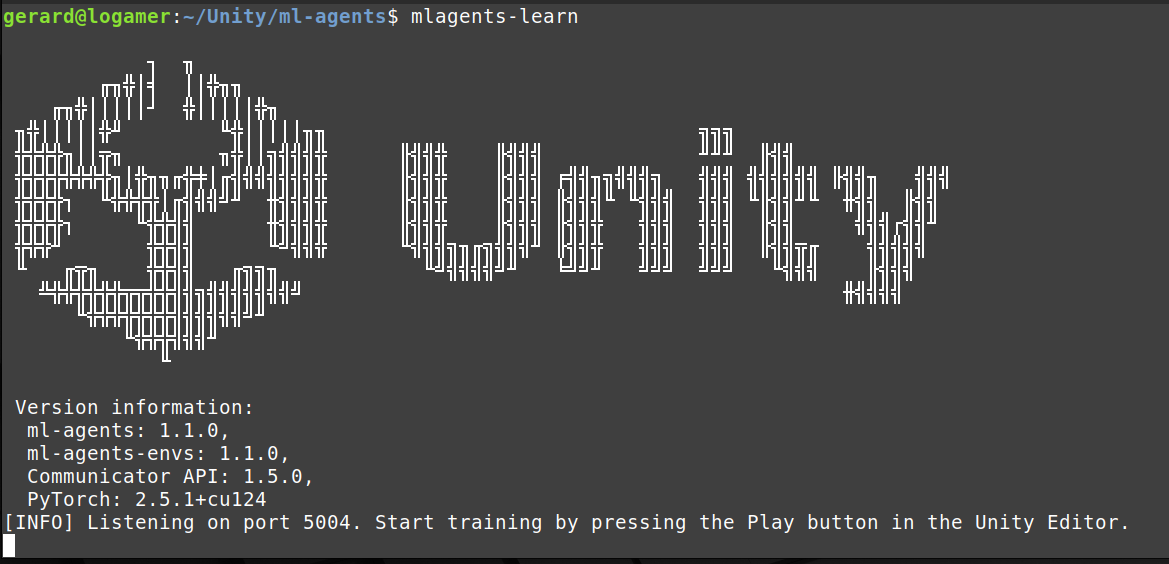 gerard@logamer:~/Unity/ml-agents$ mlagents-learn
Unity
Version information:
ml-agents: 1.1.0,
ml-agents-envs: 1.1.0,
Communicator API: 1.5.0,
PyTorch: 2.5.1+cu124
[INFO] Listening on port 5004. Start training by pressing the Play button in the Unity Editor.